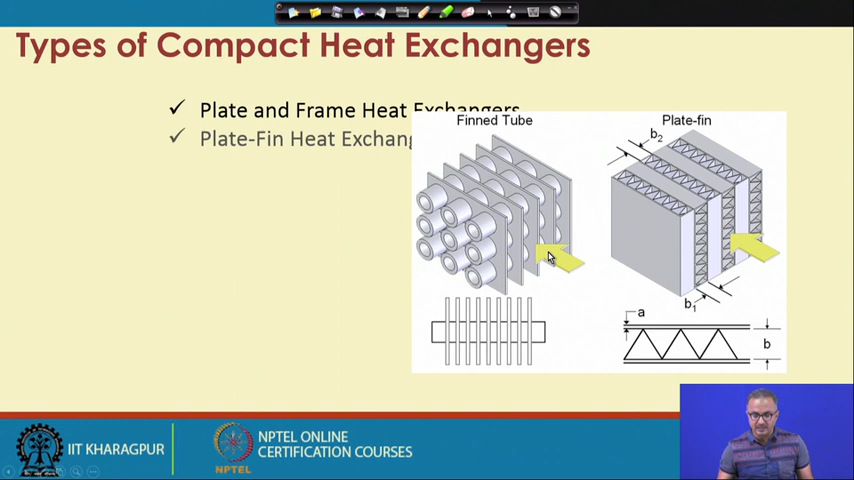 Types of Compact Heat Exchangers
✓ Plate and Frame Heat Exchangers
✓ Plate-Fin Heat Exchang
Finned Tube
Plate-fin
b2
b1
a
b
IIT KHARAGPUR
NPTEL
NPTEL ONLINE
CERTIFICATION COURSES